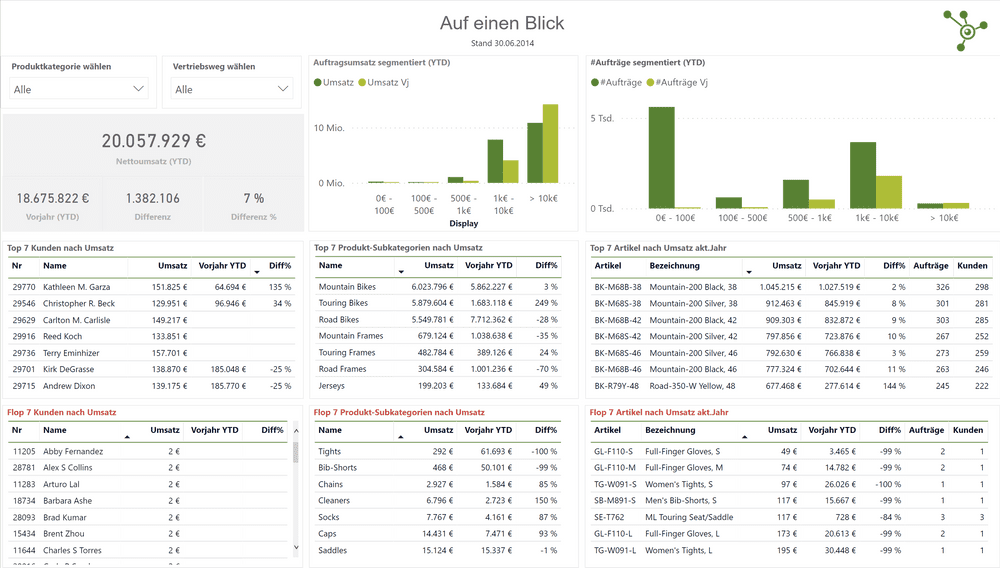 Auf einen Blick
Stand 30.06.2014
Produktkategorie wählen
Alle
Vertriebsweg wählen
Alle
20.057.929 €
Nettoumsatz (YTD)
18.675.822 €
Vorjahr (YTD)
1.382.106
Differenz
7 %
Differenz %
Auftragsumsatz segmentiert (YTD)
Umsatz Umsatz Vj
10 Mio.
0 Mio.
0€ - 100€ 100€ - 500€ 500€ - 1k€ 1k€ - 10k€ > 10k€
Display
#Aufträge segmentiert (YTD)
#Aufträge #Aufträge Vj
5 Tsd.
0 Tsd.
0€ - 100€ 100€ - 500€ 500€ - 1k€ 1k€ - 10k€ > 10k€
Top 7 Kunden nach Umsatz
Nr Name Umsatz Vorjahr YTD Diff%
29770 Kathleen M. Garza 151.825 € 64.694 € 135 %
29546 Christopher R. Beck 129.951 € 96.946 € 34 %
29629 Carlton M. Carlisle 149.217 €
29916 Reed Koch 133.851 €
29736 Terry Eminhizer 157.701 €
29701 Kirk DeGrasse 138.870 € 185.048 € -25 %
29715 Andrew Dixon 139.175 € 185.770 € -25 %
Top 7 Produkt-Subkategorien nach Umsatz
Name Umsatz Vorjahr YTD Diff%
Mountain Bikes 6.023.796 € 5.862.227 € 3 %
Touring Bikes 5.879.604 € 1.683.118 € 249 %
Road Bikes 5.549.781 € 7.712.362 € -28 %
Mountain Frames 679.124 € 1.038.638 € -35 %
Touring Frames 482.784 € 389.126 € 24 %
Road Frames 304.584 € 1.001.236 € -70 %
Jerseys 199.203 € 133.684 € 49 %
Top 7 Artikel nach Umsatz akt.Jahr
Artikel Bezeichnung Umsatz Vorjahr YTD Diff% Aufträge Kunden
BK-M68B-38 Mountain-200 Black, 38 1.045.215 € 1.027.519 € 2 % 326 298
BK-M68S-38 Mountain-200 Silver, 38 912.463 € 845.919 € 8 % 301 281
BK-M68B-42 Mountain-200 Black, 42 909.303 € 832.872 € 9 % 303 285
BK-M68S-42 Mountain-200 Silver, 42 797.856 € 723.876 € 10 % 267 252
BK-M68S-46 Mountain-200 Silver, 46 792.630 € 766.838 € 3 % 273 259
BK-M68B-46 Mountain-200 Black, 46 777.324 € 702.644 € 11 % 263 246
BK-R79Y-48 Road-350-W Yellow, 48 677.468 € 277.614 € 144 % 245 222
Flop 7 Kunden nach Umsatz
Nr Name Umsatz Vorjahr YTD Diff%
11205 Abby Fernandez 2 €
28781 Alex S Collins 2 €
11283 Arturo Lal 2 €
18734 Barbara Ashe 2 €
28093 Brad Kumar 2 €
15434 Brent Zhou 2 €
11644 Charles S Torres 2 €
Flop 7 Produkt-Subkategorien nach Umsatz
Name Umsatz Vorjahr YTD Diff%
Tights 292 € 61.693 € -100 %
Bib-Shorts 468 € 50.101 € -99 %
Chains 2.927 € 1.584 € 85 %
Cleaners 6.796 € 2.723 € 150 %
Socks 7.767 € 4.161 € 87 %
Caps 14.431 € 7.471 € 93 %
Saddles 15.124 € 15.337 € -1 %
Flop 7 Artikel nach Umsatz akt.Jahr
Artikel Bezeichnung Umsatz Vorjahr YTD Diff% Aufträge Kunden
GL-F110-S Full-Finger Gloves, S 49 € 3.465 € -99 % 2 1
GL-F110-M Full-Finger Gloves, M 74 € 14.782 € -99 % 2 1
TG-W091-S Women's Tights, S 97 € 26.026 € -100 % 1 1
SB-M891-S Men's Bib-Shorts, S 117 € 15.667 € -99 % 1 1
SE-T762 ML Touring Seat/Saddle 117 € 728 € -84 % 3 3
GL-F110-L Full-Finger Gloves, L 173 € 20.613 € -99 % 2 1
TG-W091-L Women's Tights, L 195 € 30.448 € -99 % 1 1